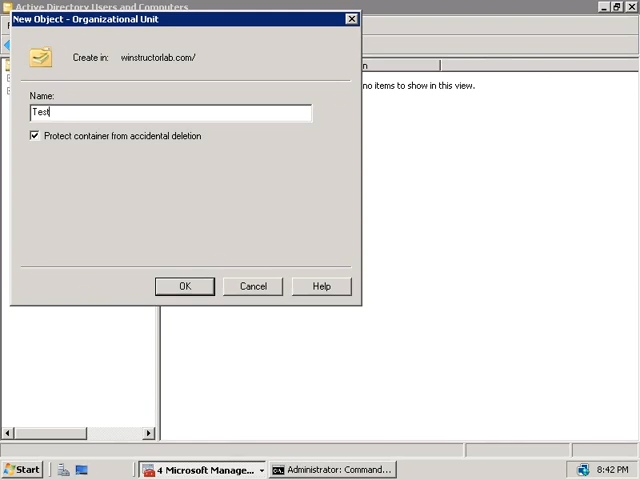 Active Directory Users and Computers
New Object - Organizational Unit
Create in: winstructorlab.com/
Name:
Test
Protect container from accidental deletion
OK Cancel Help
no items to show in this view.
Start
4 Microsoft Manage...
Administrator: Command...
8:42 PM